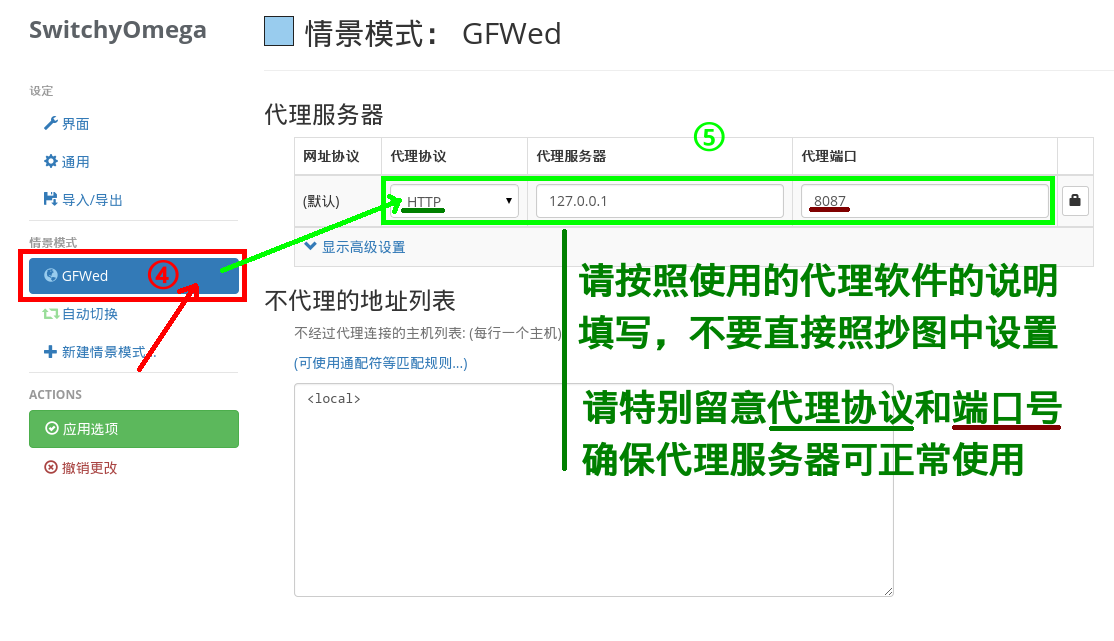 SwitchyOmega
情景模式： GFWed
设定
界面
通用
导入/导出
情景模式
GFWed ④
自动切换
新建情景模式...
ACTIONS
应用选项
撤销更改
代理服务器
⑤
网址协议 代理协议 代理服务器 代理端口
(默认) HTTP 127.0.0.1 8087
显示高级设置
不代理的地址列表
不经过代理连接的主机列表: (每行一个主机)
(可使用通配符等匹配规则...)
<local>
请按照使用的代理软件的说明
填写，不要直接照抄图中设置
请特别留意代理协议和端口号
确保代理服务器可正常使用